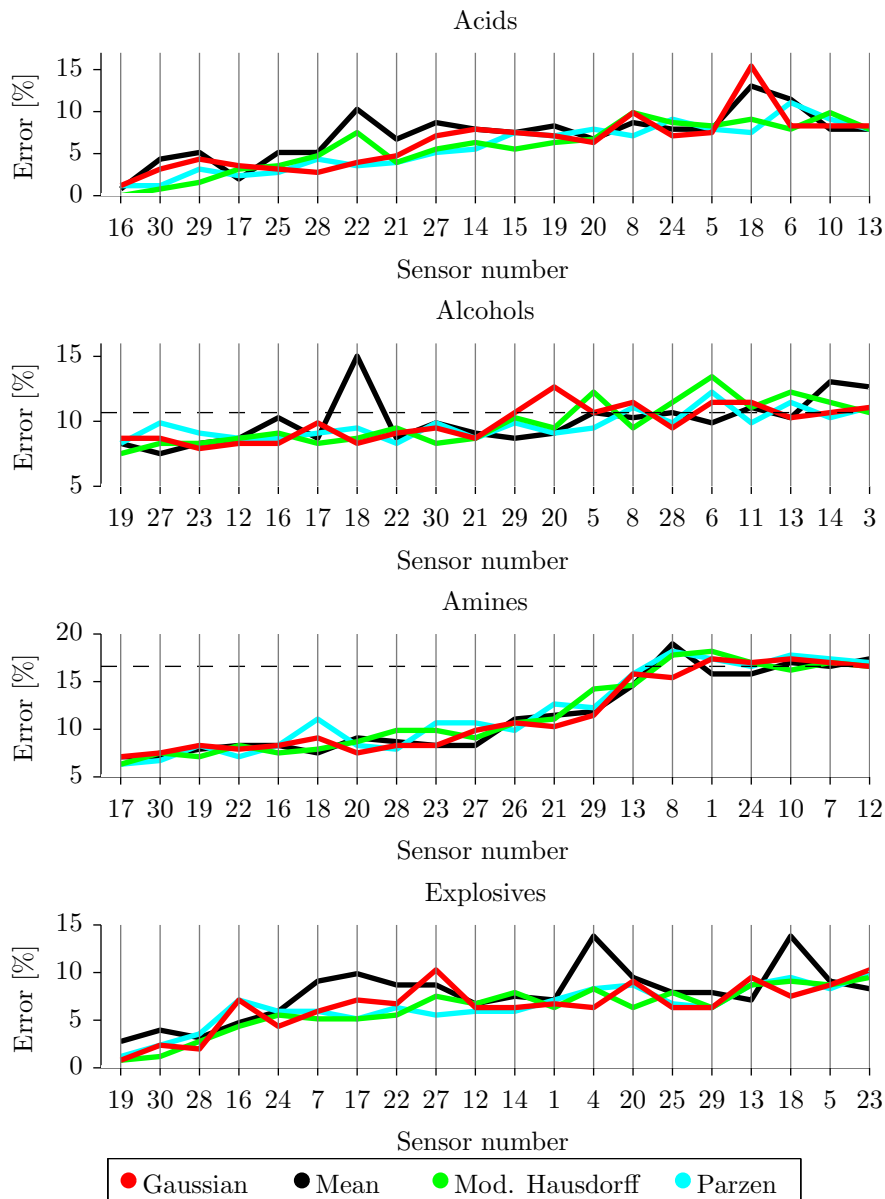 Acids
Error [%]
15
10
5
0
16 30 29 17 25 28 22 21 27 14 15 19 20 8 24 5 18 6 10 13
Sensor number
Alcohols
Error [%]
15
10
5
19 27 23 12 16 17 18 22 30 21 29 20 5 8 28 6 11 13 14 3
Sensor number
Amines
Error [%]
20
15
10
5
17 30 19 22 16 18 20 28 23 27 26 21 29 13 8 1 24 10 7 12
Sensor number
Explosives
Error [%]
15
10
5
0
19 30 28 16 24 7 17 22 27 12 14 1 4 20 25 29 13 18 5 23
Sensor number
Gaussian Mean Mod. Hausdorff Parzen